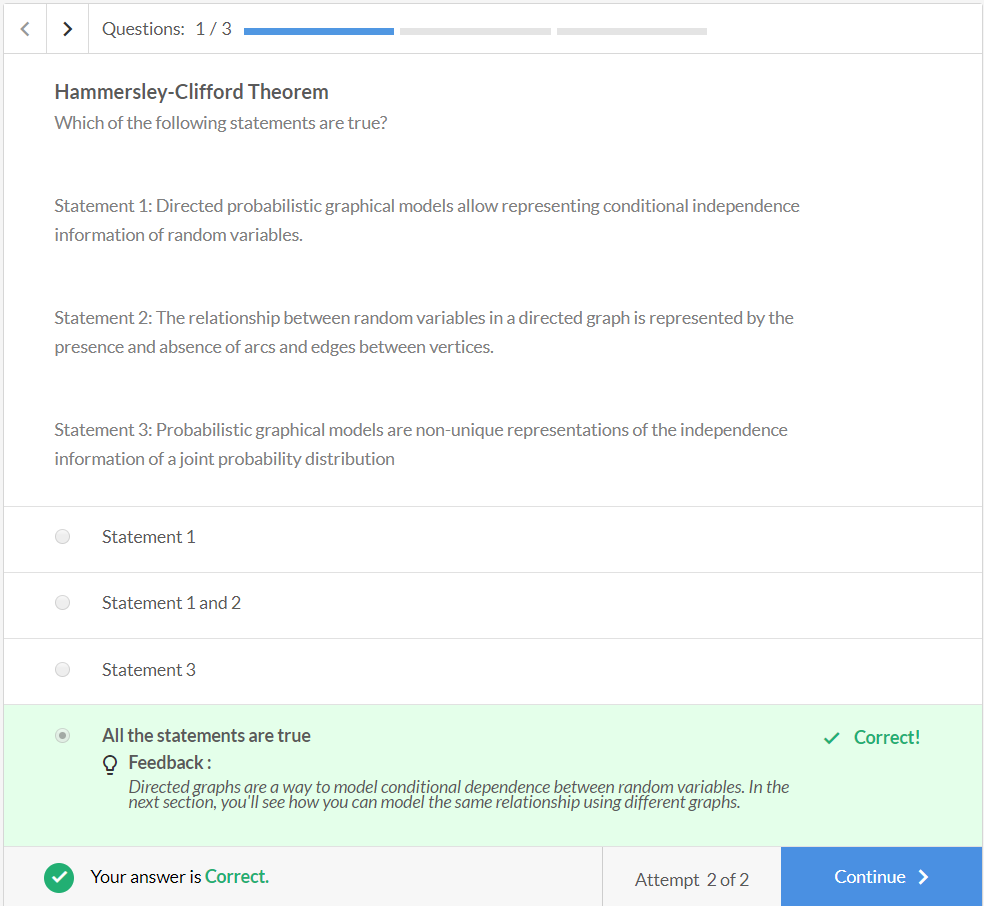 Questions: 1 / 3
Hammersley-Clifford Theorem
Which of the following statements are true?
Statement 1: Directed probabilistic graphical models allow representing conditional independence
information of random variables.
Statement 2: The relationship between random variables in a directed graph is represented by the
presence and absence of arcs and edges between vertices.
Statement 3: Probabilistic graphical models are non-unique representations of the independence
information of a joint probability distribution
Statement 1
Statement 1 and 2
Statement 3
All the statements are true
Correct!
Feedback :
Directed graphs are a way to model conditional dependence between random variables. In the
next section, you'll see how you can model the same relationship using different graphs.
Your answer is Correct.
Attempt 2 of 2
Continue